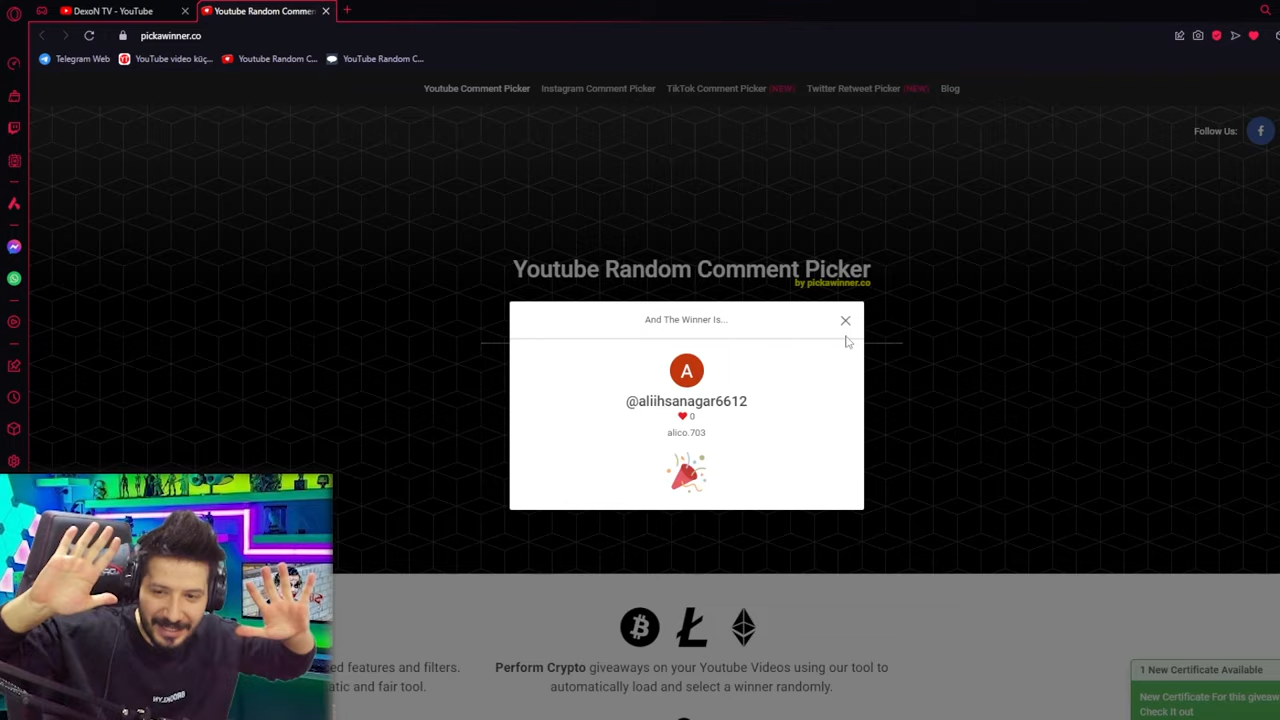 DexoN TV - YouTube
Youtube Random Commen
pickawinner.co
Telegram Web
YouTube video küç...
Youtube Random C...
YouTube Random C...
Youtube Comment Picker
Instagram Comment Picker
TikTok Comment Picker (NEW)
Twitter Retweet Picker (NEW)
Blog
Follow Us:
Youtube Random Comment Picker
by pickawinner.co
And The Winner Is...
A
@aliihsanagar6612
0
alico.703
ed features and filters.
atic and fair tool.
Perform Crypto giveaways on your Youtube Videos using our tool to
automatically load and select a winner randomly.
1 New Certificate Available
New Certificate For this giveaw
Check it out